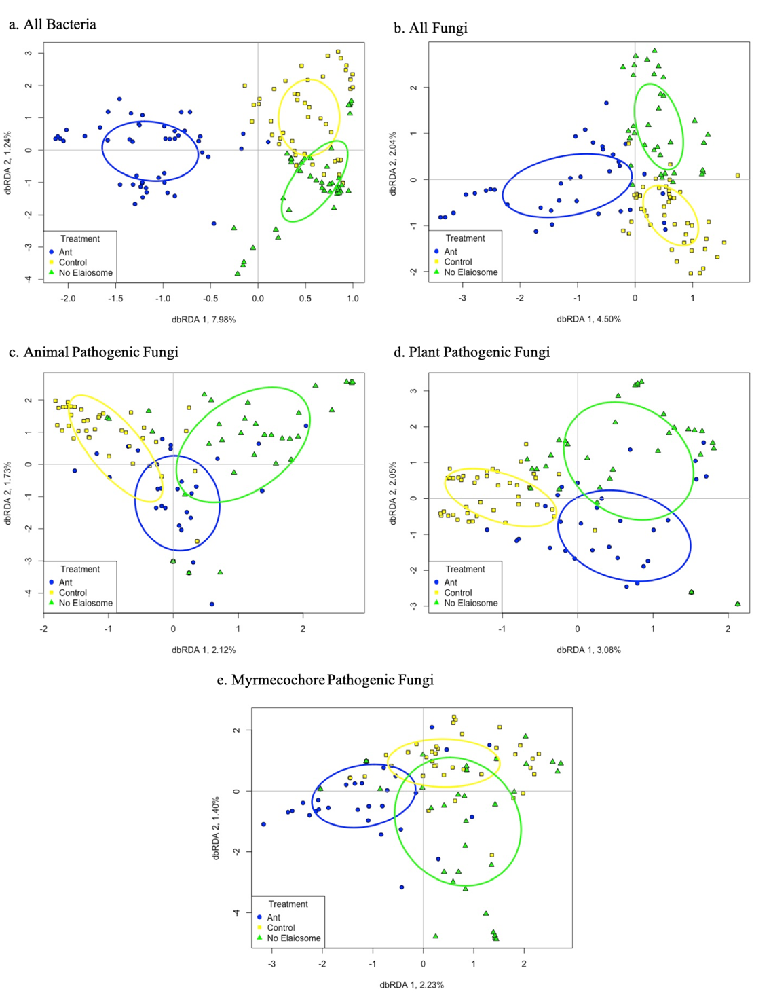 a. All Bacteria
b. All Fungi
3
2
1
0
-1
-2
-3
-4
dbRDA 2, 1.24%
Treatment
Ant
Control
No Elaiosome
-2.0 -1.5 -1.0 -0.5 0.0 0.5 1.0
dbRDA 1, 7.98%
2
1
0
-1
-2
dbRDA 2, 2.04%
Treatment
Ant
Control
No Elaiosome
-3 -2 -1 0 1
dbRDA 1, 4.50%
c. Animal Pathogenic Fungi
d. Plant Pathogenic Fungi
2
1
0
-1
-2
-3
-4
dbRDA 2, 1.73%
Treatment
Ant
Control
No Elaiosome
-2 -1 0 1 2
dbRDA 1, 2.12%
3
2
1
0
-1
-2
-3
dbRDA 2, 2.05%
Treatment
Ant
Control
No Elaiosome
-1 0 1 2
dbRDA 1, 3,08%
e. Myrmecochore Pathogenic Fungi
2
0
-2
-4
dbRDA 2, 1.40%
Treatment
Ant
Control
No Elaiosome
-3 -2 -1 0 1 2
dbRDA 1, 2.23%